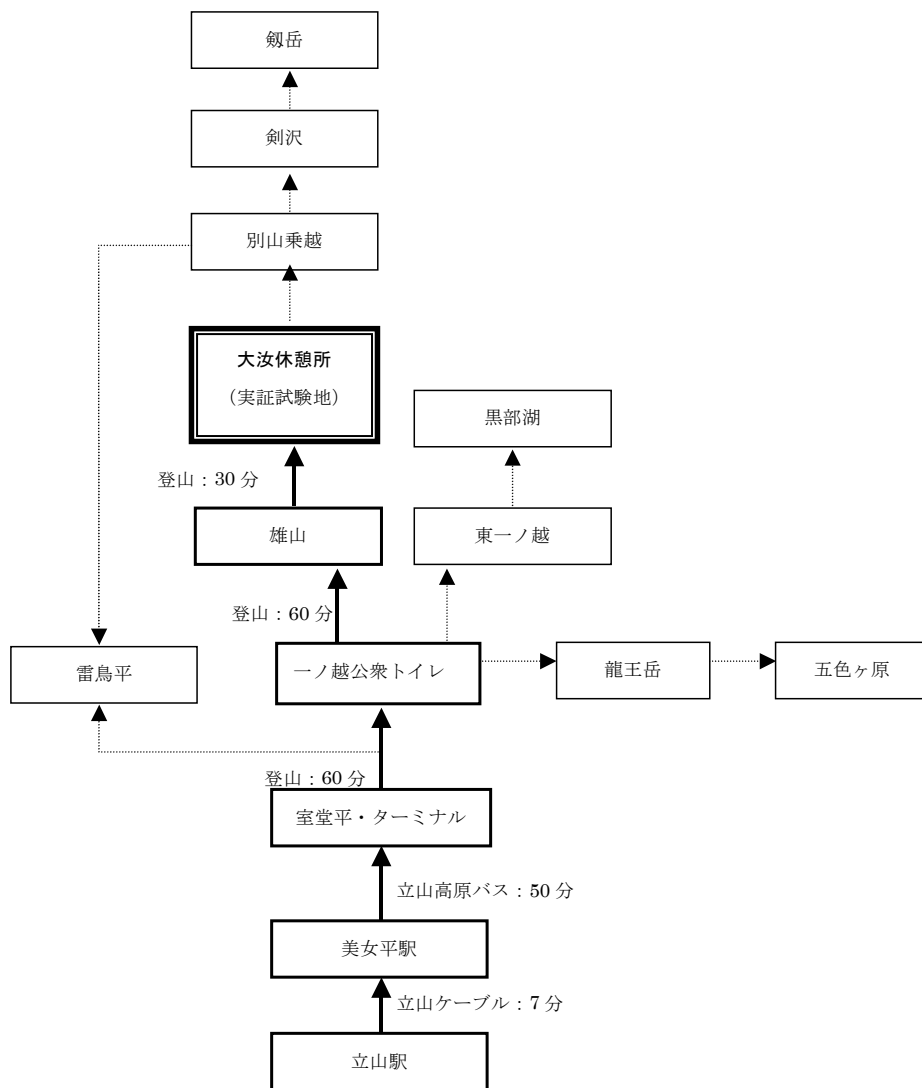 剱岳
剣沢
別山乗越
大汝休憩所
(実証試験地)
黒部湖
登山：30 分
雄山
東一ノ越
登山：60 分
雷鳥平
一ノ越公衆トイレ
龍王岳
五色ヶ原
登山：60 分
室堂平・ターミナル
立山高原バス：50 分
美女平駅
立山ケーブル：7 分
立山駅